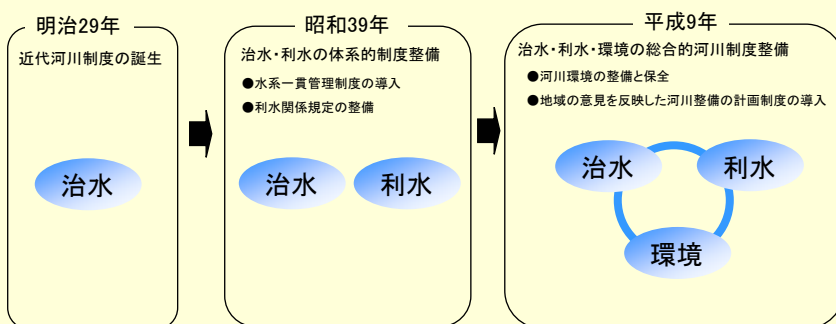 明治29年
近代河川制度の誕生
治水
昭和39年
治水・利水の体系的制度整備
●水系一貫管理制度の導入
●利水関係規定の整備
治水
利水
平成9年
治水・利水・環境の総合的河川制度整備
●河川環境の整備と保全
●地域の意見を反映した河川整備の計画制度の導入
治水
利水
環境